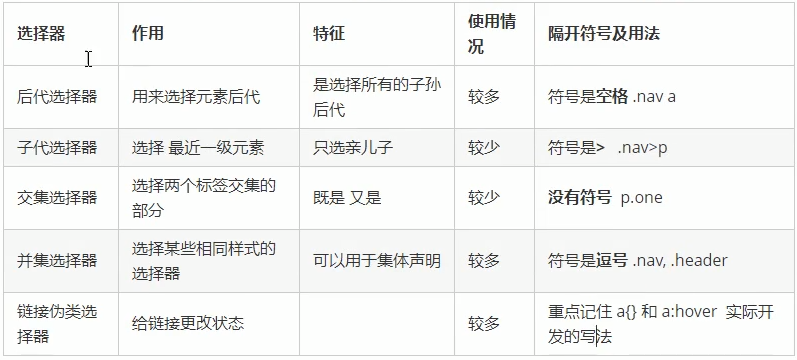 选择器 作用 特征 使用情况 隔开符号及用法
后代选择器 用来选择元素后代 是选择所有的子孙后代 较多 符号是空格 .nav a
子代选择器 选择 最近一级元素 只选亲儿子 较少 符号是> .nav>p
交集选择器 选择两个标签交集的部分 既是 又是 较少 没有符号 p.one
并集选择器 选择某些相同样式的选择器 可以用于集体声明 较多 符号是逗号 .nav, .header
链接伪类选择器 给链接更改状态 较多 重点记住 a{} 和 a:hover 实际开发的写法